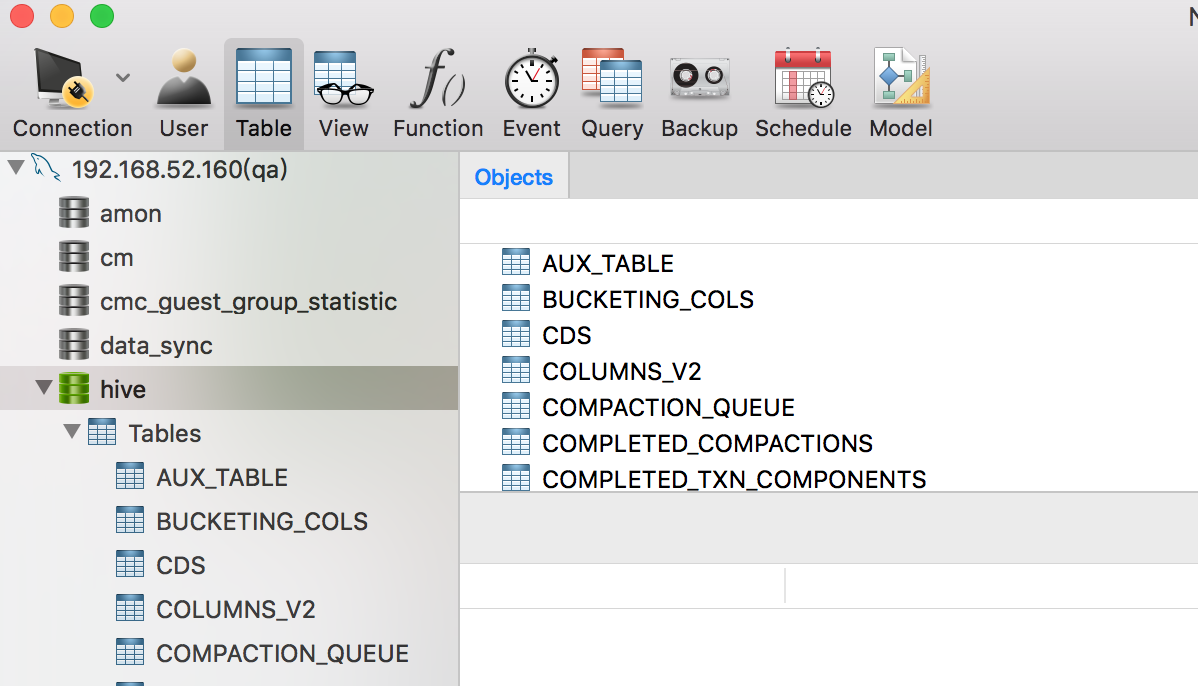 Connection User Table View Function Event Query Backup Schedule Model
192.168.52.160(qa)
amon
cm
cmc_guest_group_statistic
data_sync
hive
Tables
AUX_TABLE
BUCKETING_COLS
CDS
COLUMNS_V2
COMPACTION_QUEUE
Objects
AUX_TABLE
BUCKETING_COLS
CDS
COLUMNS_V2
COMPACTION_QUEUE
COMPLETED_COMPACTIONS
COMPLETED_TXN_COMPONENTS